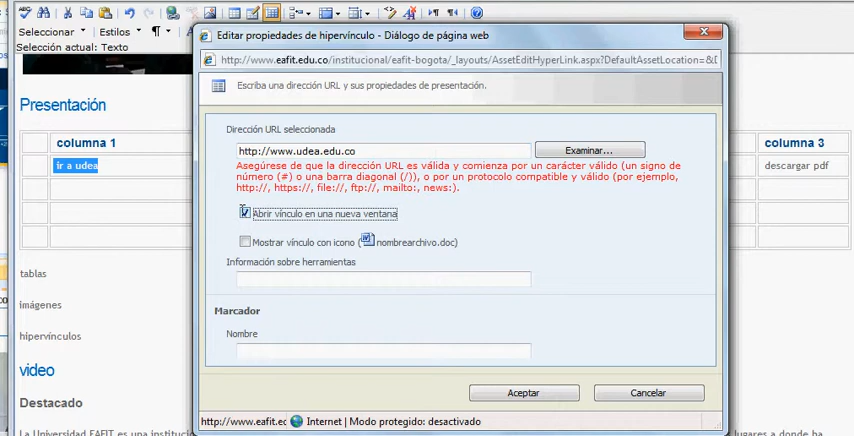 Editar propiedades de hipervínculo - Diálogo de página web
Seleccionar Estilos
Selección actual: Texto
http://www.eafit.edu.co/institucional/eafit-bogota/_layouts/AssetEditHyperLink.aspx?DefaultAssetLocation=&
Escriba una dirección URL y sus propiedades de presentación.
Presentación
columna 1
columna 3
ir a udea
descargar pdf
Dirección URL seleccionada
http://www.udea.edu.co
Examinar...
Asegúrese de que la dirección URL es válida y comienza por un carácter válido (un signo de
número (#) o una barra diagonal (/)), o por un protocolo compatible y válido (por ejemplo,
http://, https://, file://, ftp://, mailto:, news:).
Abrir vínculo en una nueva ventana
Mostrar vínculo con icono ( nombrearchivo.doc)
Información sobre herramientas
Marcador
Nombre
tablas
imágenes
hipervínculos
video
Destacado
Aceptar
Cancelar
http://www.eafit.ec Internet | Modo protegido: desactivado
La Universidad EAFIT es una instituc
lugares a donde ha